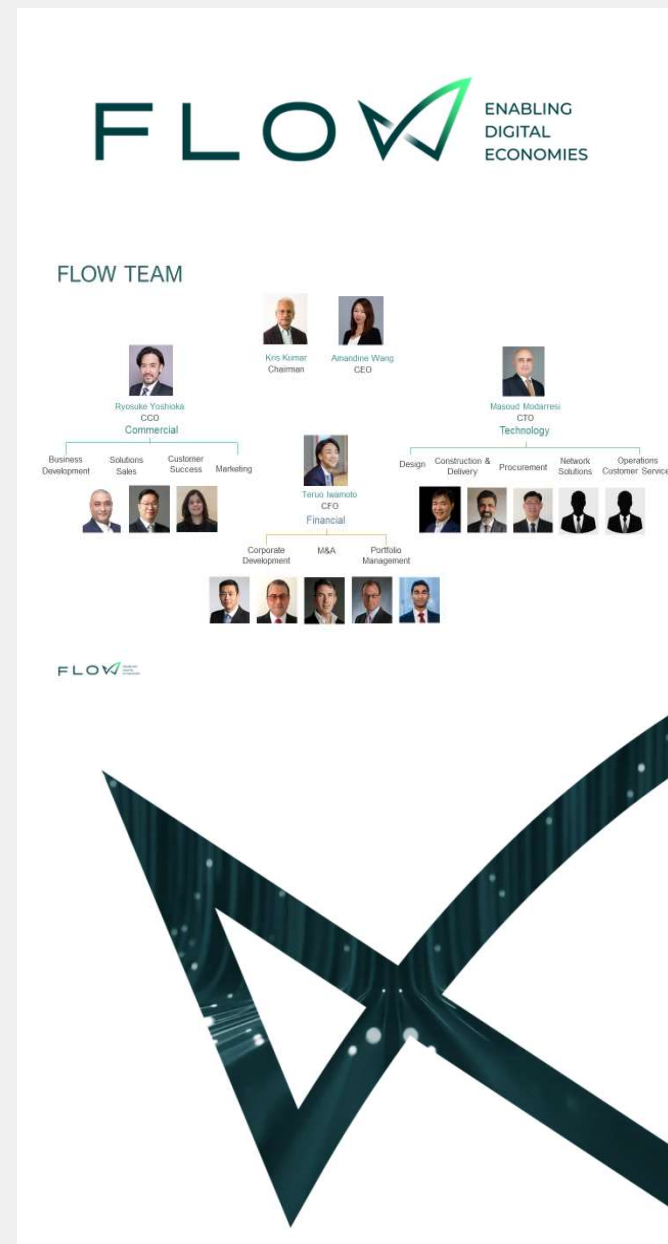 FLOW
ENABLING
DIGITAL
ECONOMIES
FLOW TEAM
Kris Kumar
Chairman
Amandine Wang
CEO
Ryosuke Yoshioka
CCO
Commercial
Business
Development
Solutions
Sales
Customer
Success
Marketing
Teruo Iwamoto
CFO
Financial
Corporate
Development
M&A
Portfolio
Management
Masoud Modarresi
CTO
Technology
Design
Construction &
Delivery
Procurement
Network
Solutions
Operations
Customer Service
FLOW